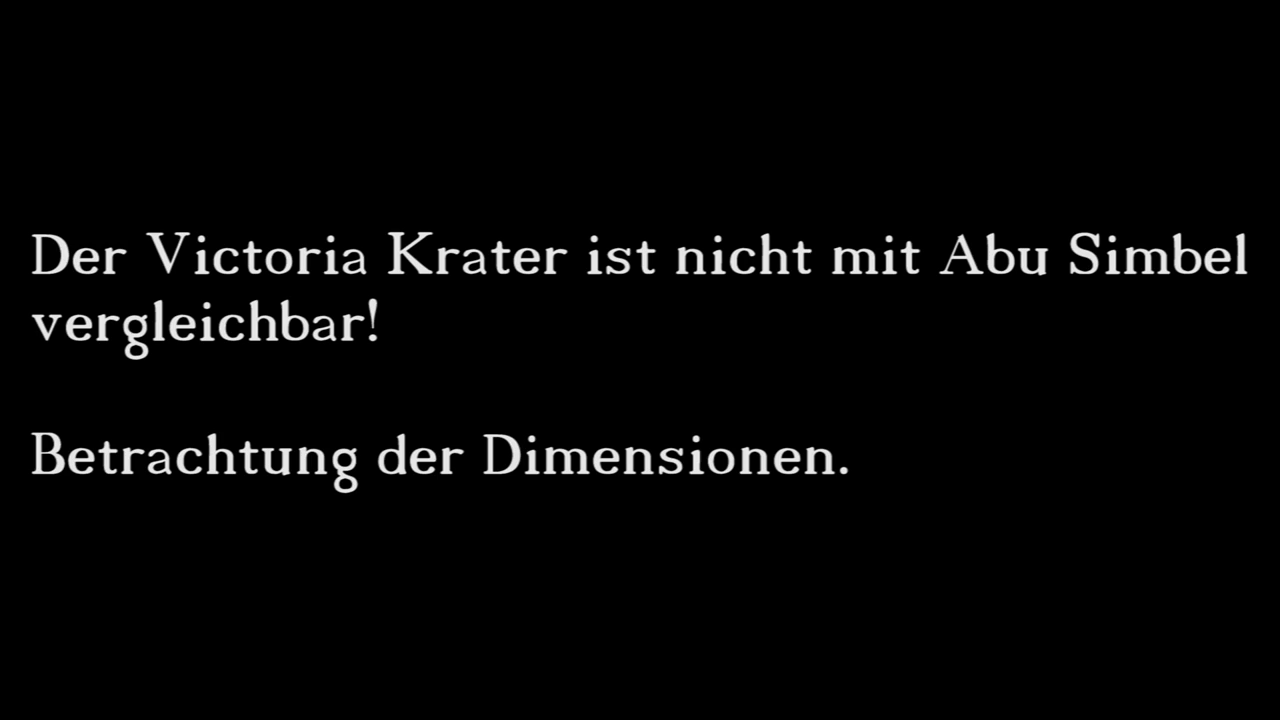 Der Victoria Krater ist nicht mit Abu Simbel
vergleichbar!
Betrachtung der Dimensionen.